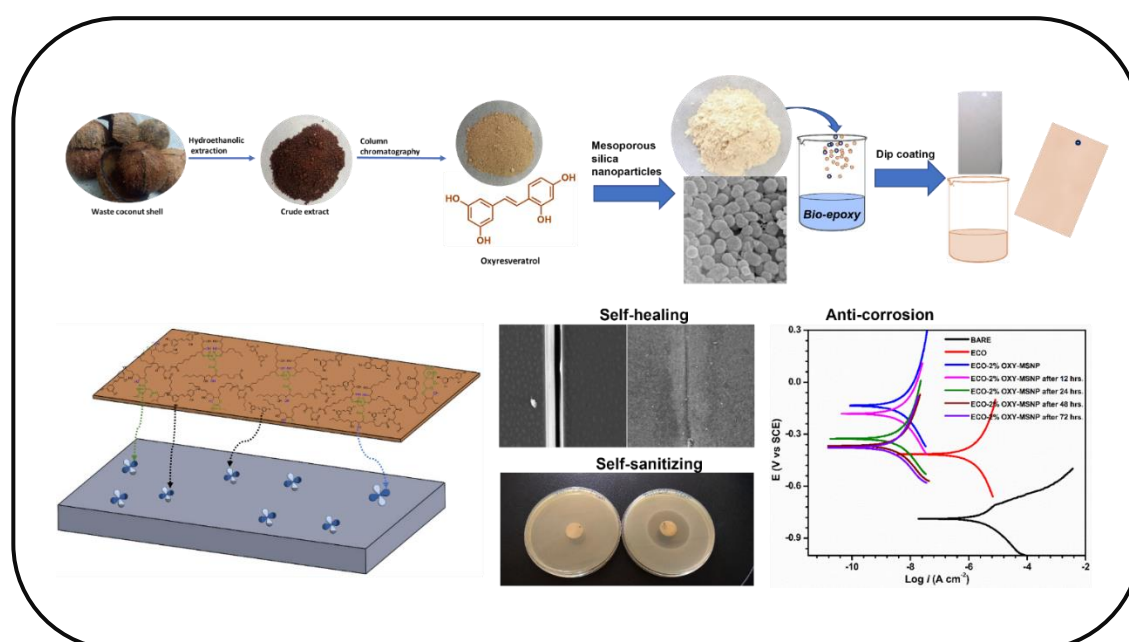 Hydroethanolic
extraction
Column
chromatography
Waste coconut shell
Crude extract
OH
HO
OH
OH
Oxyresveratrol
Mesoporous
silica
nanoparticles
Bio-epoxy
Dip coating
Self-healing
Self-sanitizing
Anti-corrosion
BARE
ECO
ECO-2% OXY-MSNP
ECO-2% OXY-MSNP after 12 hrs.
ECO-2% OXY-MSNP after 24 hrs.
ECO-2% OXY-MSNP after 48 hrs.
ECO-2% OXY-MSNP after 72 hrs.
E (V vs SCE)
0.3
0.0
-0.3
-0.6
-0.9
-10
-8
-6
-4
-2
Log i (A cm-2)